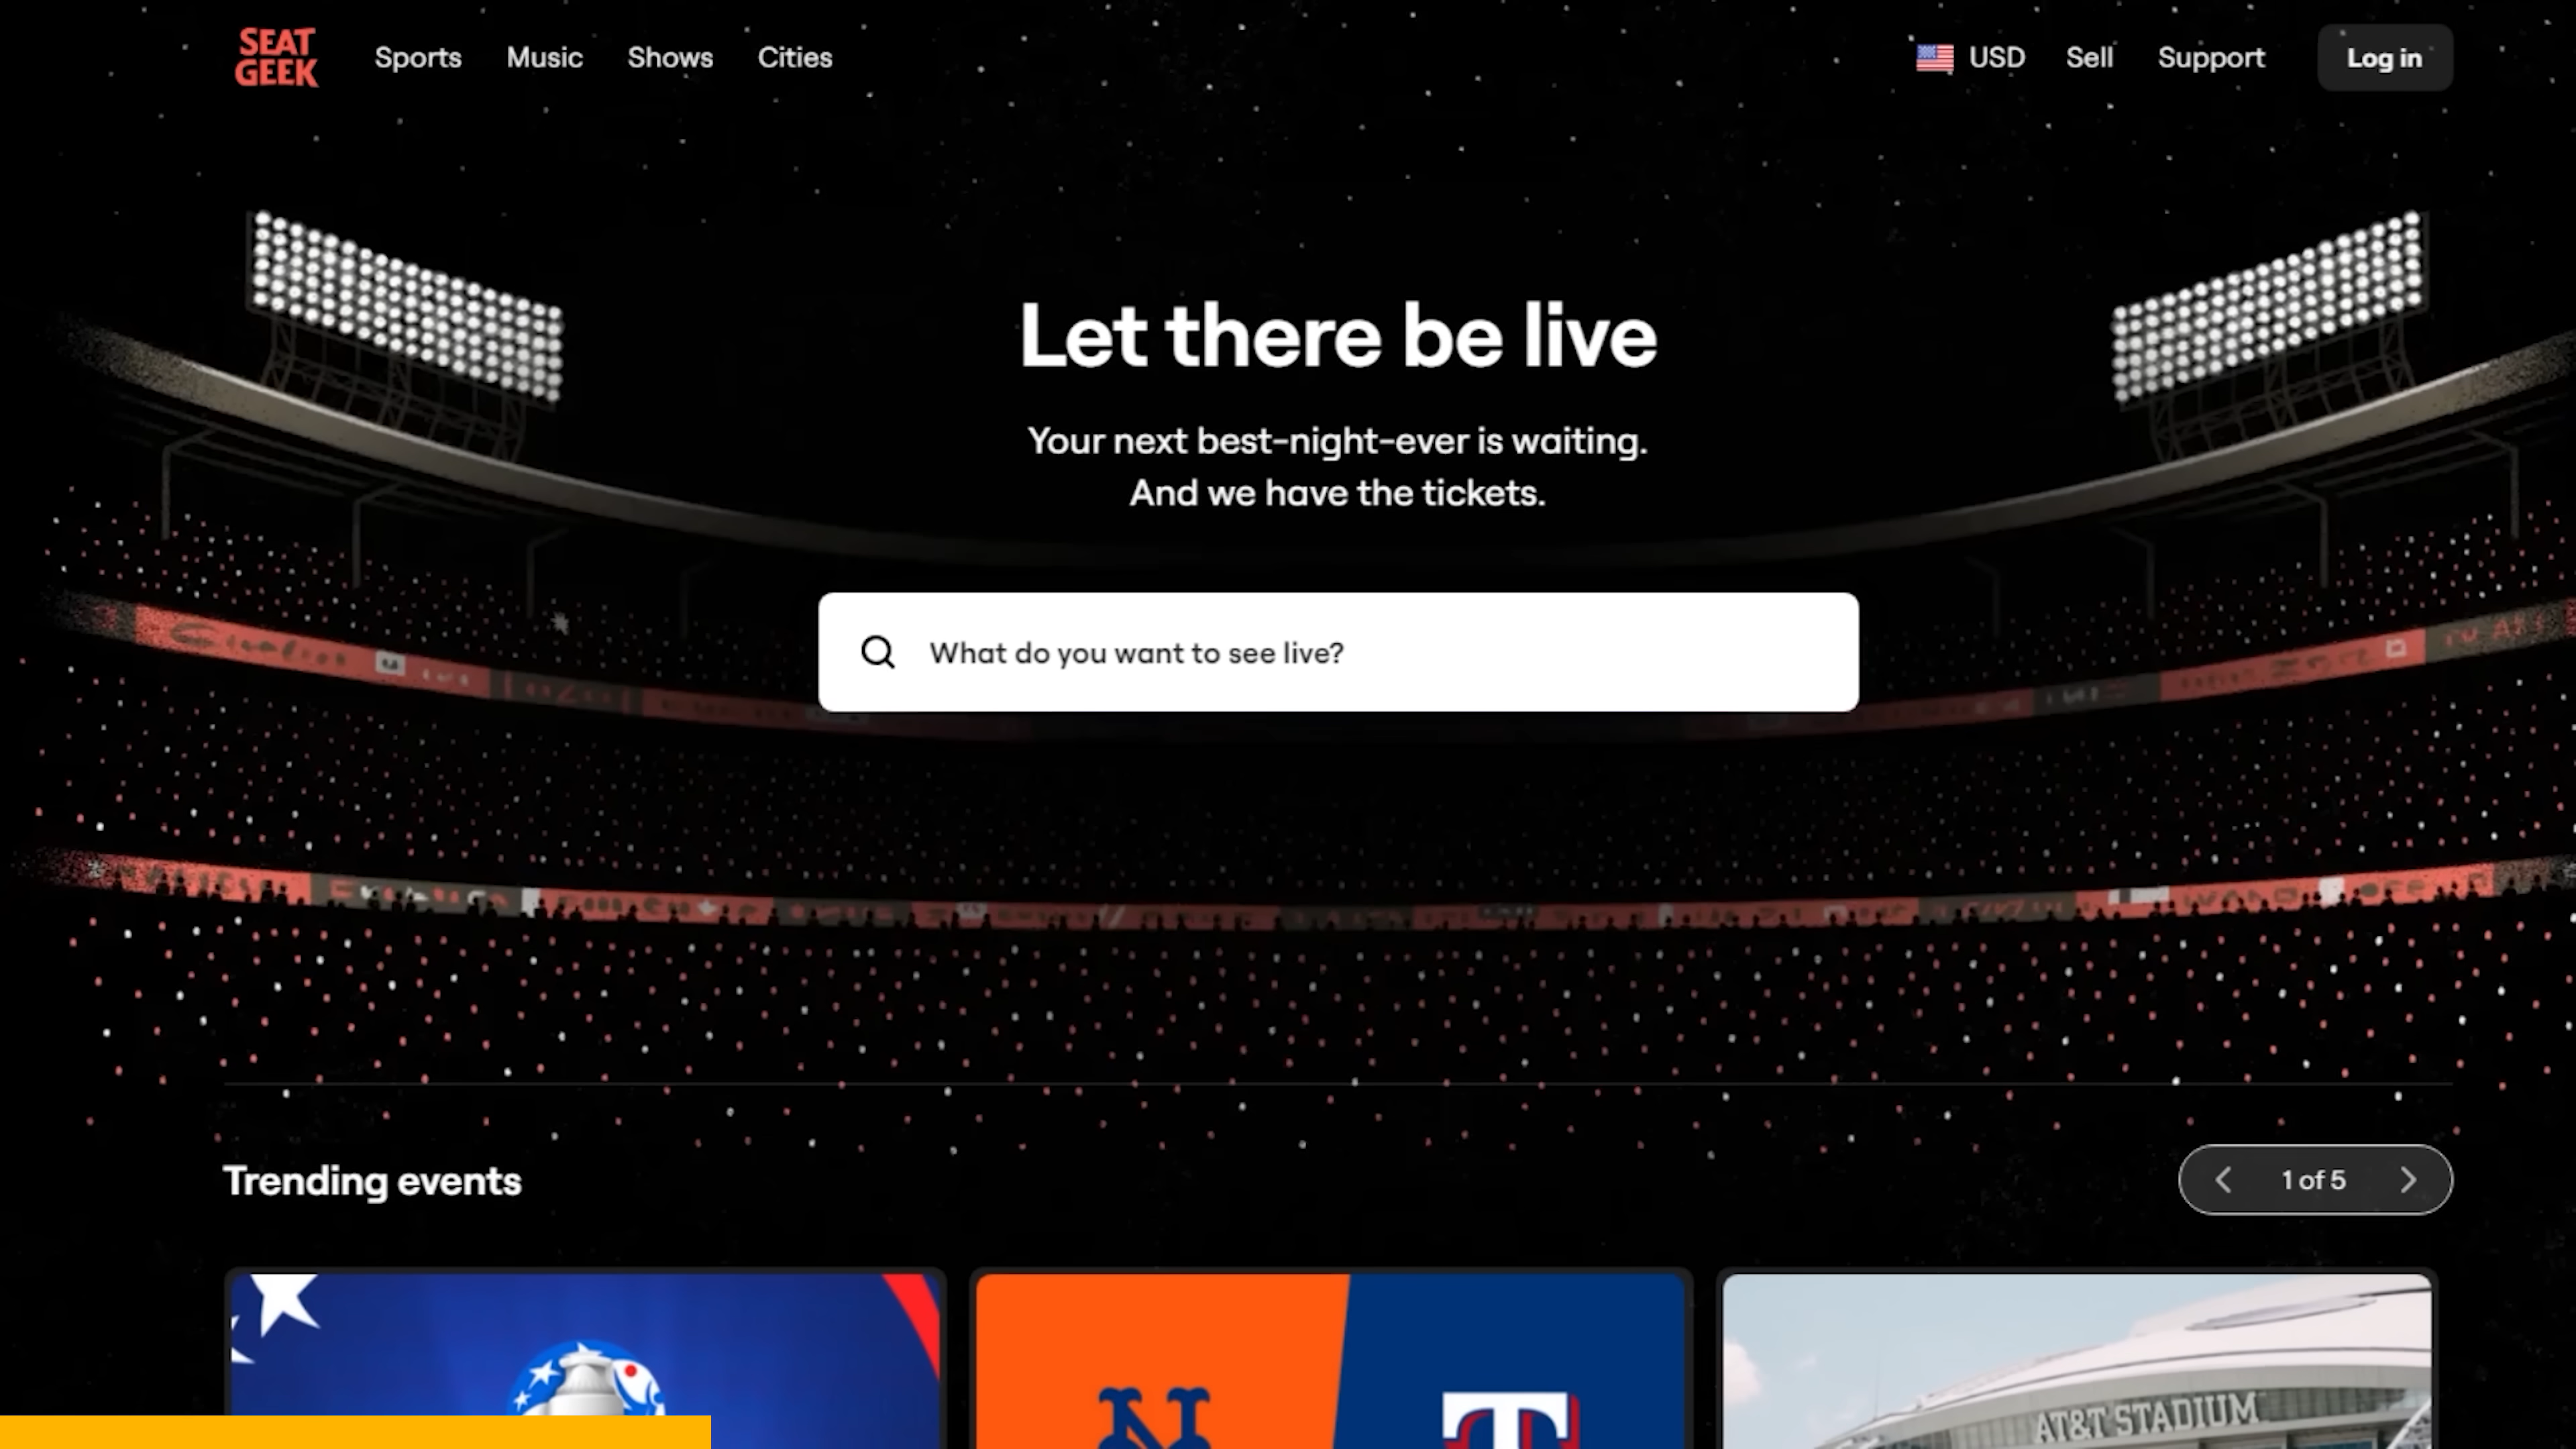 SEAT
GEEK
Sports Music Shows Cities
USD Sell Support Log in
Let there be live
Your next best-night-ever is waiting.
And we have the tickets.
What do you want to see live?
Trending events
1 of 5
AT&T STADIUM